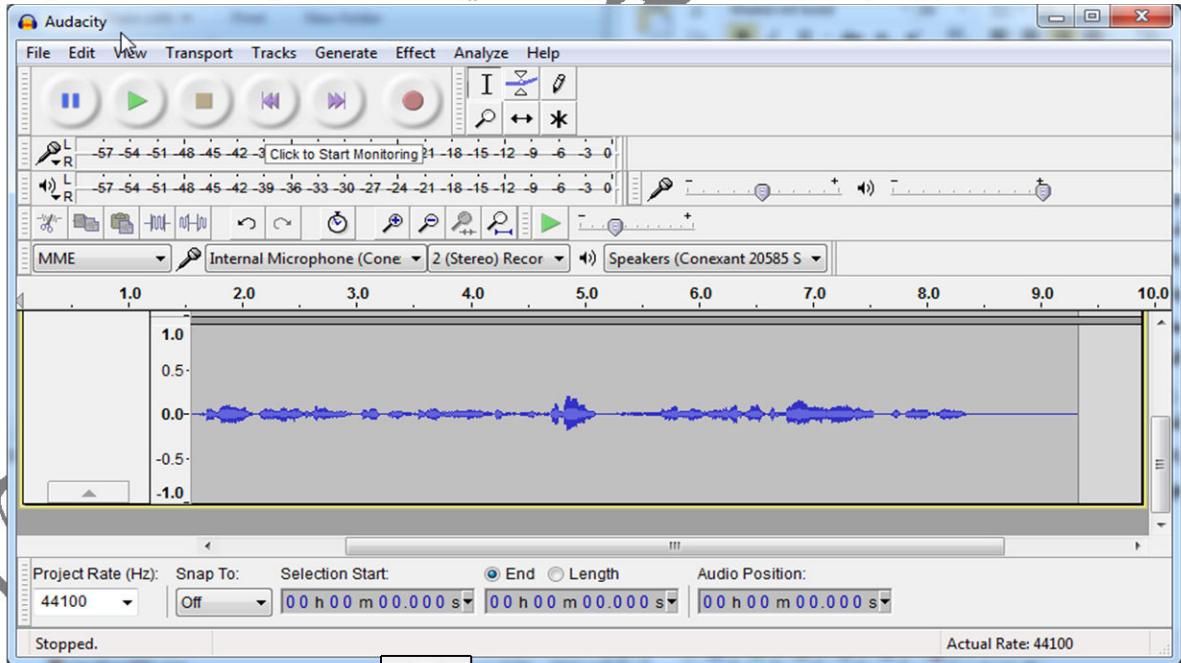 Audacity
File Edit View Transport Tracks Generate Effect Analyze Help
L
R
-57 -54 -51 -48 -45 -42 -3 Click to Start Monitoring 21 -18 -15 -12 -9 -6 -3 0
L
R
-57 -54 -51 -48 -45 -42 -39 -36 -33 -30 -27 -24 -21 -18 -15 -12 -9 -6 -3 0
- +
- +
- +
MME Internal Microphone (Cone 2 (Stereo) Recor Speakers (Conexant 20585 S
1.0 2.0 3.0 4.0 5.0 6.0 7.0 8.0 9.0 10.0
1.0
0.5
0.0
-0.5
-1.0
Project Rate (Hz): Snap To: Selection Start: End Length Audio Position:
44100 Off 00 h 00 m 00.000 s 00 h 00 m 00.000 s 00 h 00 m 00.000 s
Stopped. Actual Rate: 44100